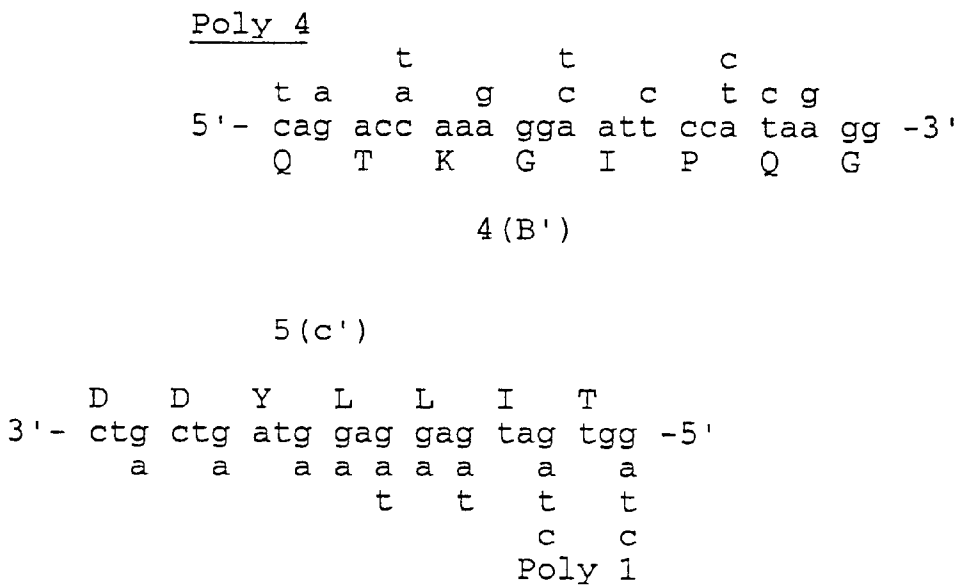 Poly 4
t t c
t a a g c c t c g
5'- cag acc aaa gga att cca taa gg -3'
Q T K G I P Q G
4(B')
5(c')
D D Y L L I T
3'- ctg ctg atg gag gag tag tgg -5'
a a a a a a a a a
t t t t
c c
Poly 1